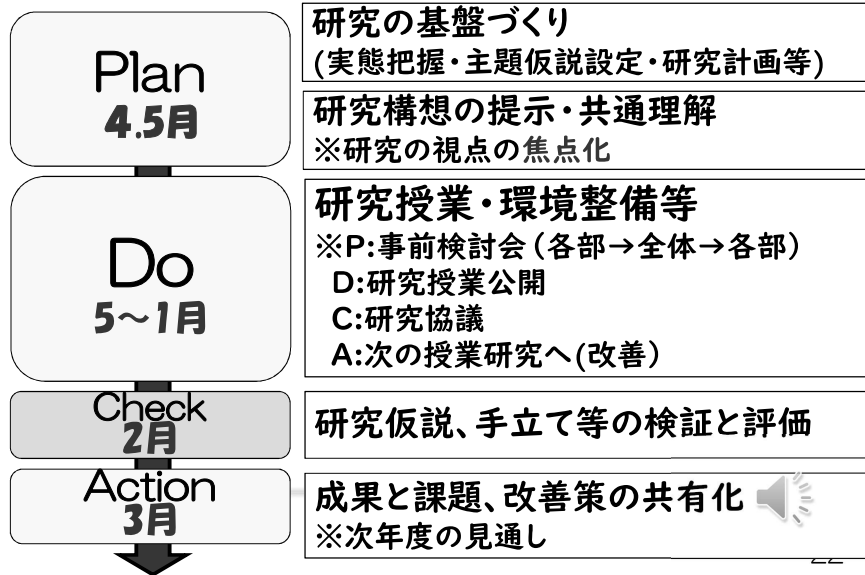 Plan
4.5月
研究の基盤づくり
(実態把握・主題仮説設定・研究計画等)
研究構想の提示・共通理解
※研究の視点の焦点化
Do
5～1月
研究授業・環境整備等
※P:事前検討会（各部→全体→各部）
D:研究授業公開
C:研究協議
A:次の授業研究へ(改善）
Check
2月
研究仮説、手立て等の検証と評価
Action
3月
成果と課題、改善策の共有化
※次年度の見通し